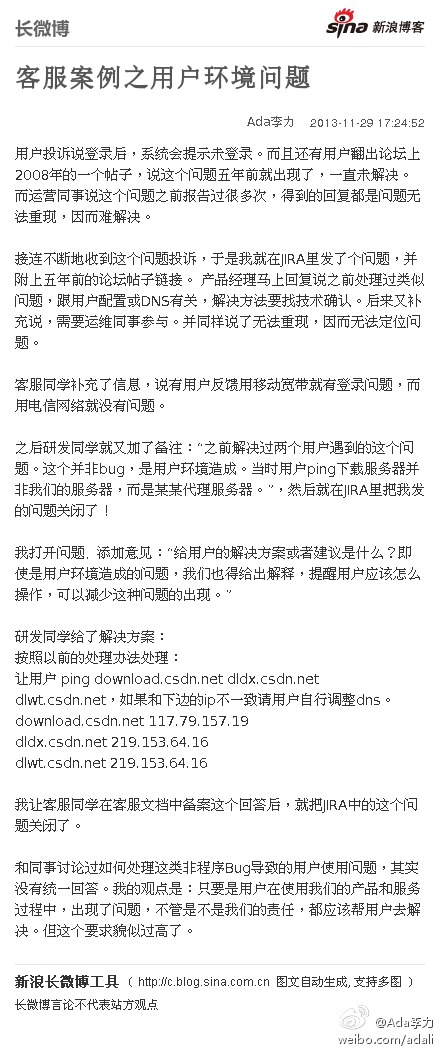 长微博
sina 新浪博客
客服案例之用户环境问题
Ada李力 2013-11-29 17:24:52
用户投诉说登录后，系统会提示未登录。而且还有用户翻出论坛上
2008年的一个帖子，说这个问题五年前就出现了，一直未解决。
而运营同事说这个问题之前报告过很多次，得到的回复都是问题无
法重现，因而难解决。
接连不断地收到这个问题投诉，于是我就在JIRA里发了个问题，并
附上五年前的论坛帖子链接。 产品经理马上回复说之前处理过类似
问题，跟用户配置或DNS有关，解决方法要找技术确认。后来又补
充说，需要运维同事参与。并同样说了无法重现，因而无法定位问
题。
客服同学补充了信息，说有用户反馈用移动宽带就有登录问题，而
用电信网络就没有问题。
之后研发同学就又加了备注：“之前解决过两个用户遇到的这个问
题。这个并非bug，是用户环境造成。当时用户ping下载服务器并
非我们的服务器，而是某某代理服务器。”，然后就在JIRA里把我发
的问题关闭了！
我打开问题, 添加意见：“给用户的解决方案或者建议是什么？即
使是用户环境造成的问题，我们也得给出解释，提醒用户应该怎么
操作，可以减少这种问题的出现。”
研发同学给了解决方案：
按照以前的处理办法处理：
让用户 ping download.csdn.net dldx.csdn.net
dlwt.csdn.net，如果和下边的ip不一致请用户自行调整dns。
download.csdn.net 117.79.157.19
dldx.csdn.net 219.153.64.16
dlwt.csdn.net 219.153.64.16
我让客服同学在客服文档中备案这个回答后，就把JIRA中的这个问
题关闭了。
和同事讨论过如何处理这类非程序Bug导致的用户使用问题，其实
没有统一回答。我的观点是：只要是用户在使用我们的产品和服务
过程中，出现了问题，不管是不是我们的责任，都应该帮用户去解
决。但这个要求貌似过高了。
新浪长微博工具 （ http://c.blog.sina.com.cn 图文自动生成, 支持多图 ）
长微博言论不代表站方观点
@Ada李力
weibo.com/adali